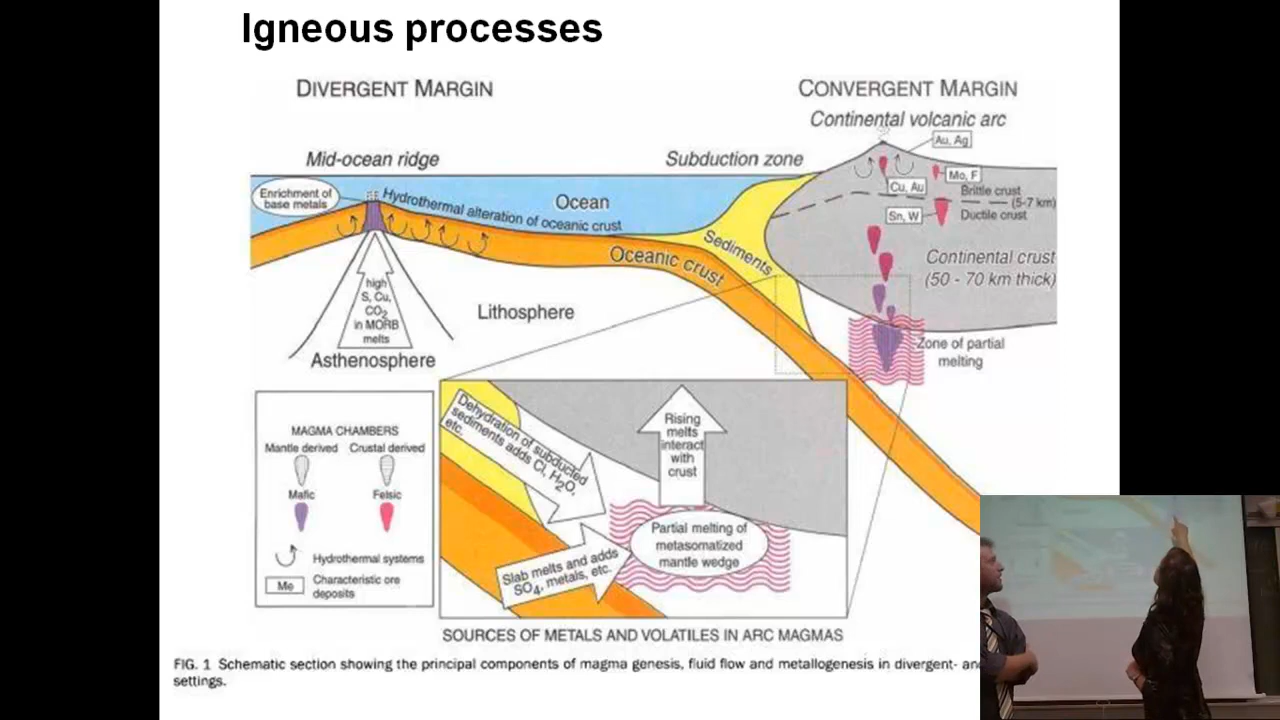 Igneous processes
DIVERGENT MARGIN
CONVERGENT MARGIN
Continental volcanic arc
Au, Ag
Mid-ocean ridge
Subduction zone
Mo, F
Enrichment of
base metals
Hydrothermal alteration of oceanic crust
Ocean
Cu, Au
Brittle crust
(5-7 km)
Sn, W
Ductile crust
Sediments
Oceanic crust
Continental crust
(50 - 70 km thick)
high
S, Cu,
CO2
in MORB
melts
Lithosphere
Asthenosphere
Zone of partial
melting
MAGMA CHAMBERS
Mantle derived
Crustal derived
Mafic
Felsic
Hydrothermal systems
Me
Characteristic ore
deposits
Dehydration of subducted
sediments adds Cl, H2O,
etc.
Rising
melts
interact
with
crust
Partial melting of
metasomatized
mantle wedge
Slab melts and adds
SO4, metals, etc.
SOURCES OF METALS AND VOLATILES IN ARC MAGMAS
FIG. 1 Schematic section showing the principal components of magma genesis, fluid flow and metallogenesis in divergent- an
settings.